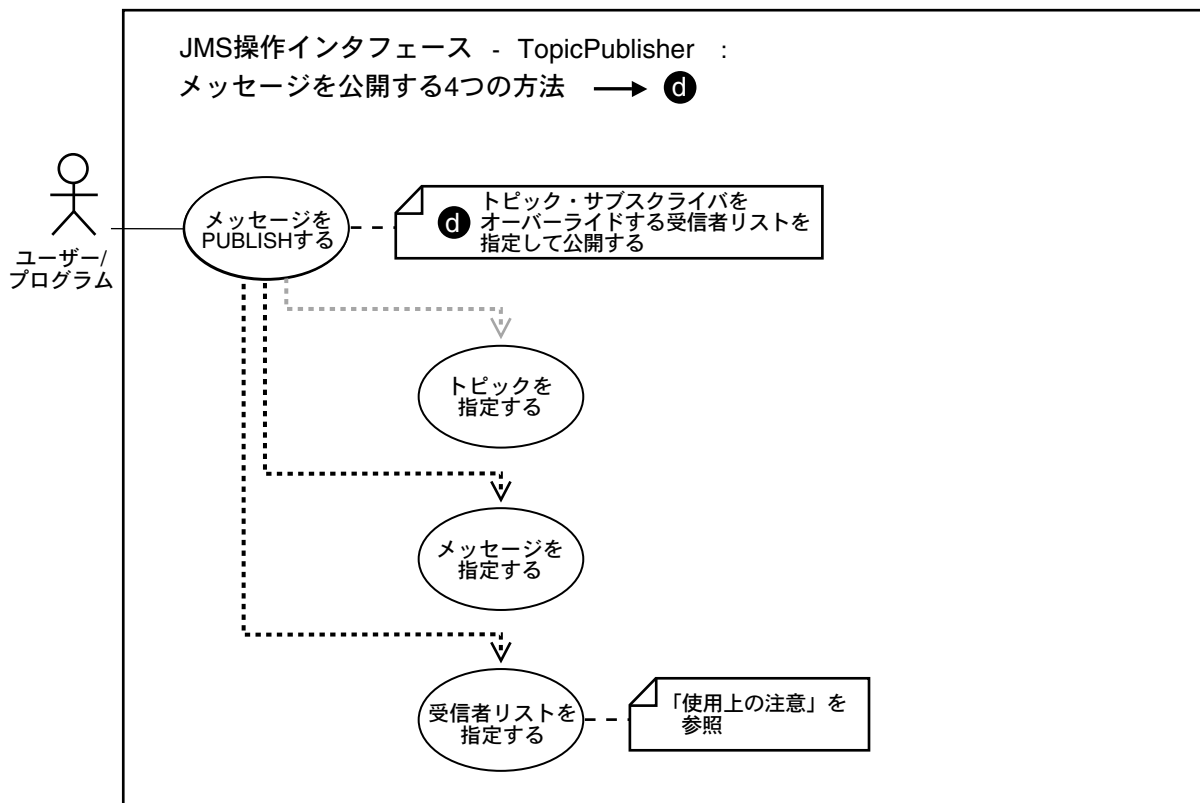 JMS操作インタフェース - TopicPublisher :
メッセージを公開する4つの方法 d
ユーザー/
プログラム
メッセージを
PUBLISHする
d トピック・サブスクライバを
オーバーライドする受信者リストを
指定して公開する
トピックを
指定する
メッセージを
指定する
受信者リストを
指定する
「使用上の注意」を
参照